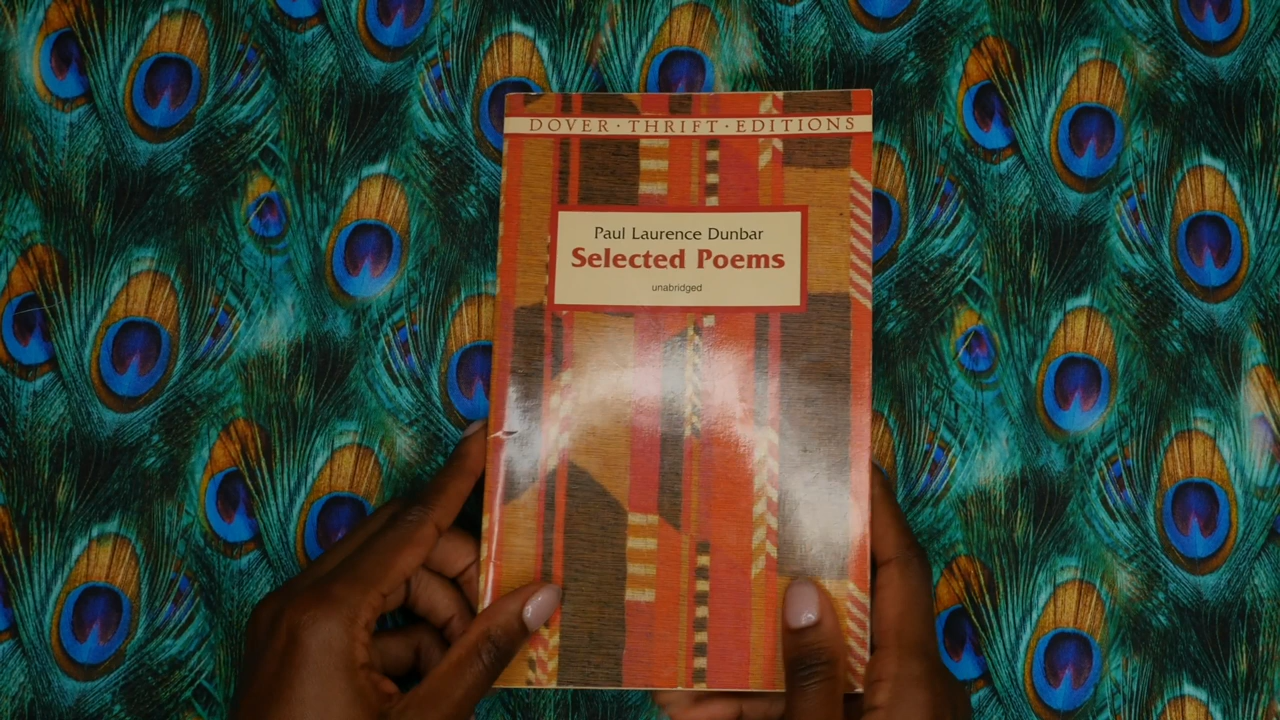 DOVER · THRIFT · EDITIONS
Paul Laurence Dunbar
Selected Poems
unabridged